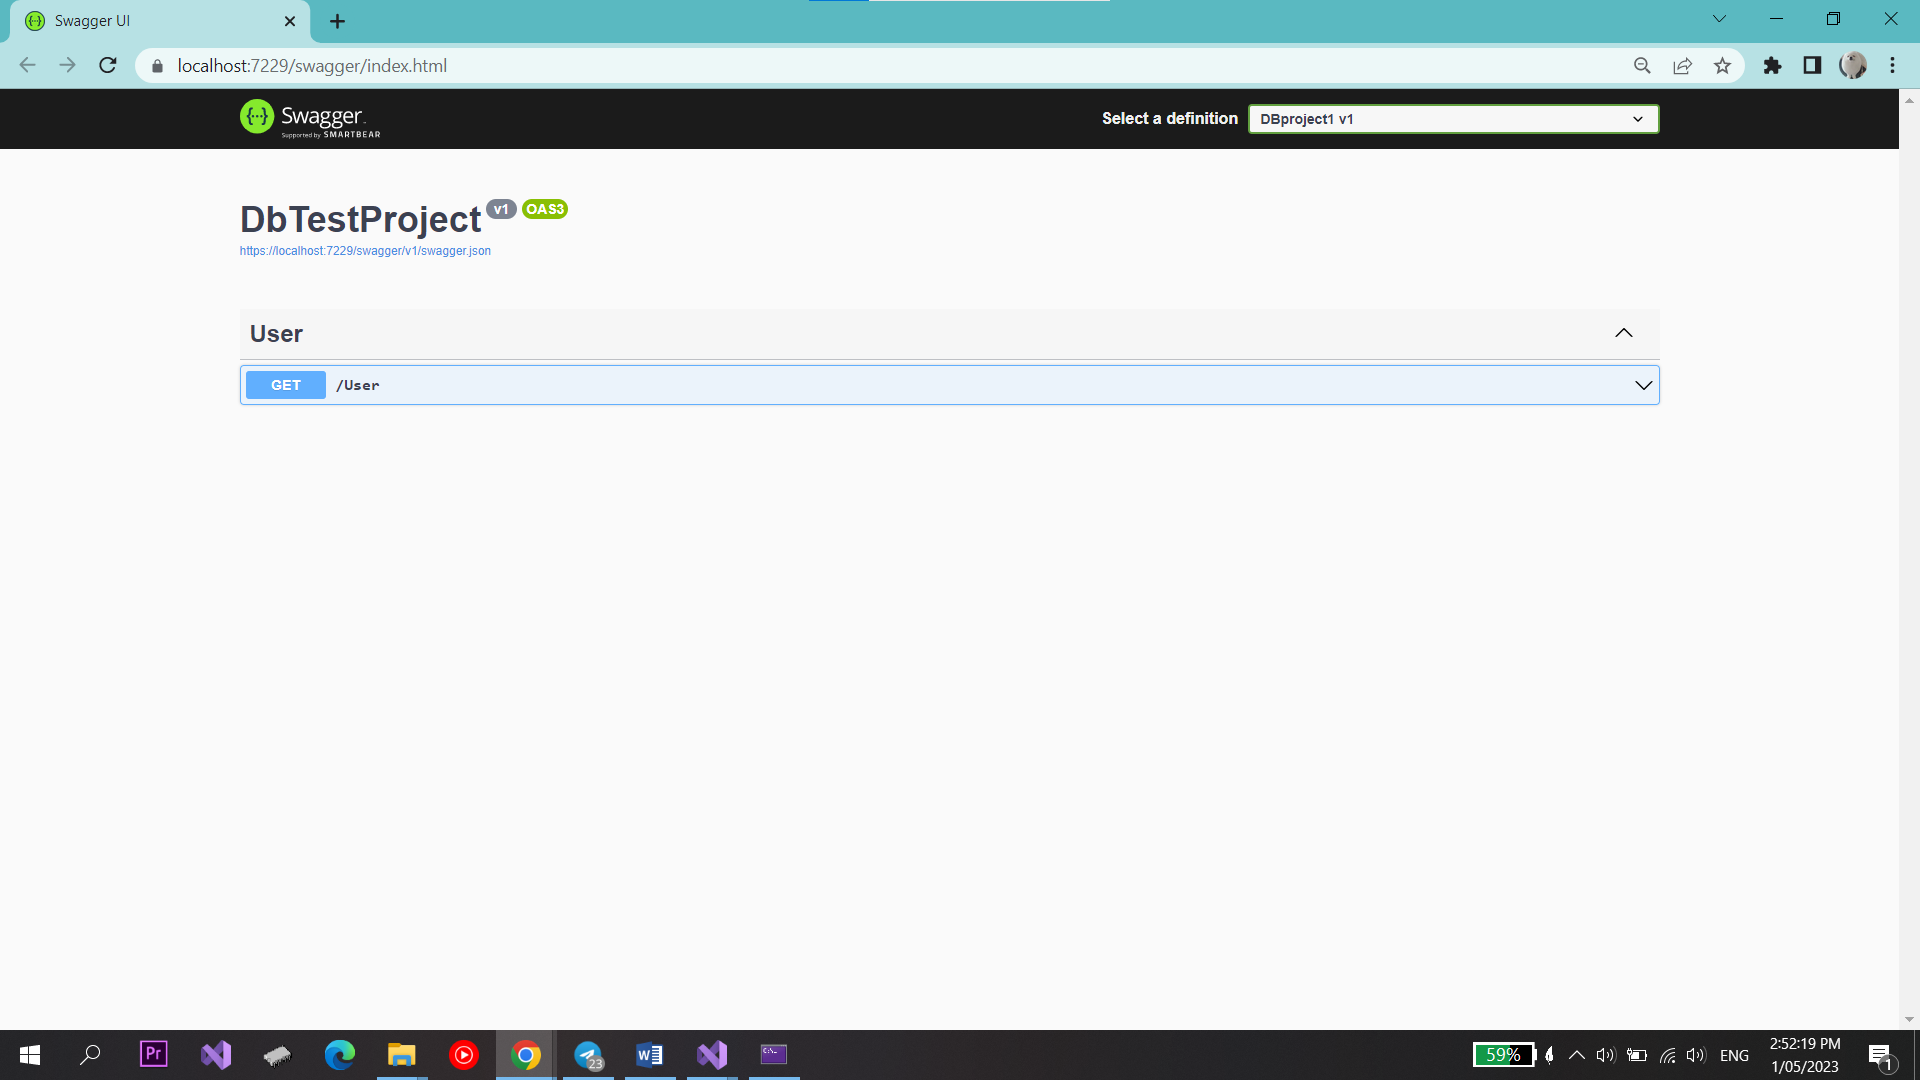 Swagger UI
localhost:7229/swagger/index.html
Swagger
Supported by SMARTBEAR
Select a definition
DBproject1 v1
DbTestProject v1 OAS3
https://localhost:7229/swagger/v1/swagger.json
User
GET /User
Pr
23
C:\.
59%
ENG
2:52:19 PM
1/05/2023
1